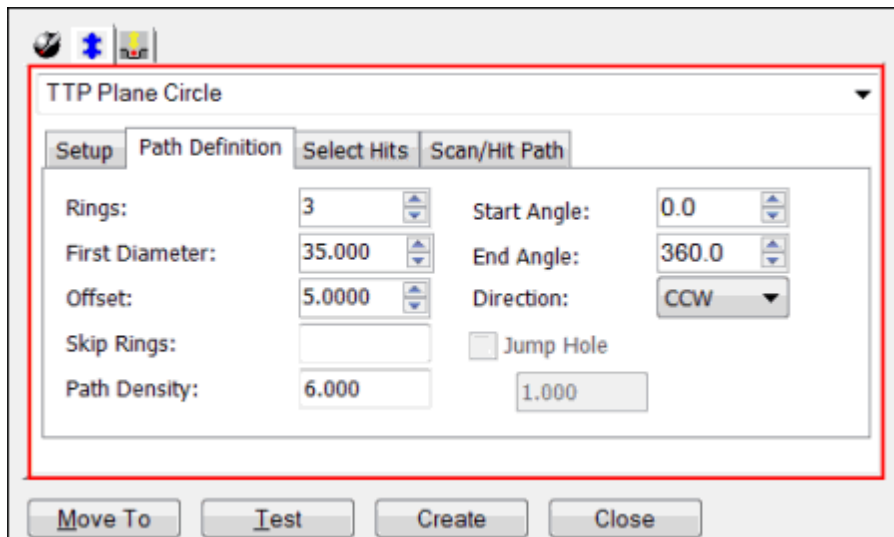 TTP Plane Circle
Setup Path Definition Select Hits Scan/Hit Path
Rings: 3 Start Angle: 0.0
First Diameter: 35.000 End Angle: 360.0
Offset: 5.0000 Direction: CCW
Skip Rings: Jump Hole
Path Density: 6.000 1.000
Move To Test Create Close